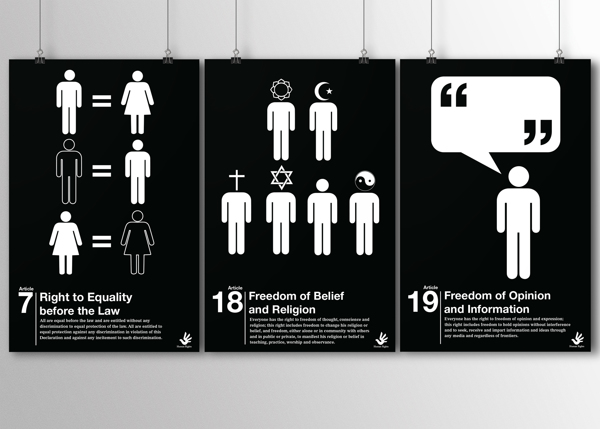 Article
7
Right to Equality
before the Law
All are equal before the law and are entitled without any
discrimination to equal protection of the law. All are entitled to
equal protection against any discrimination in violation of this
Declaration and against any incitement to such discrimination.
Human Rights
Article
18
Freedom of Belief
and Religion
Everyone has the right to freedom of thought, conscience and
religion; this right includes freedom to change his religion or
belief, and freedom, either alone or in community with others
and in public or private, to manifest his religion or belief in
teaching, practice, worship and observance.
Human Rights
Article
19
Freedom of Opinion
and Information
Everyone has the right to freedom of opinion and expression;
this right includes freedom to hold opinions without interference
and to seek, receive and impart information and ideas through
any media and regardless of frontiers.
Human Rights